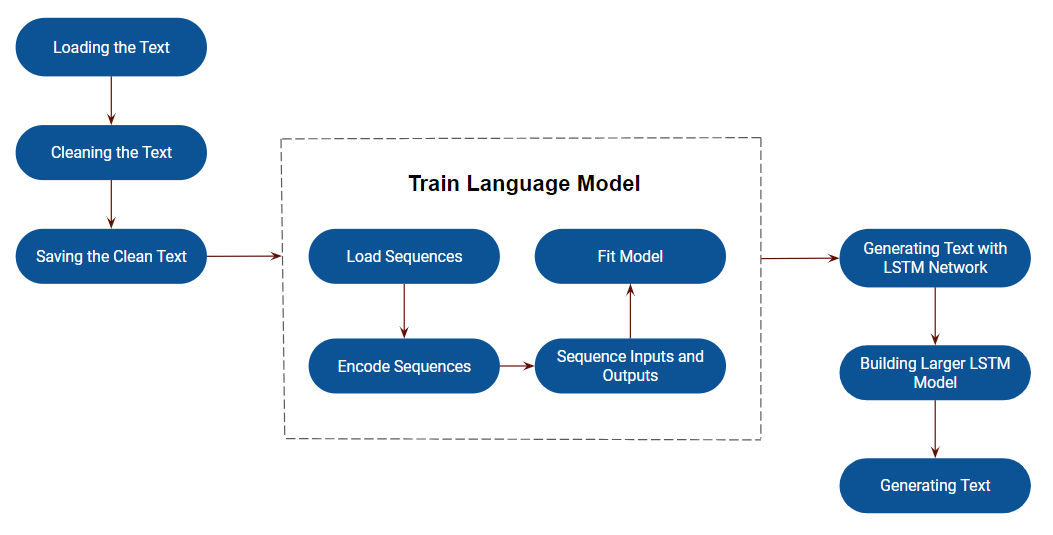 Loading the Text
Cleaning the Text
Saving the Clean Text
Train Language Model
Load Sequences
Encode Sequences
Sequence Inputs and
Outputs
Fit Model
Generating Text with
LSTM Network
Building Larger LSTM
Model
Generating Text